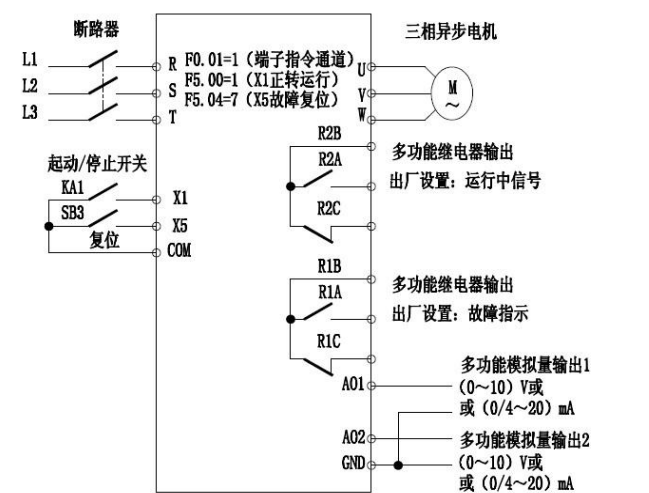 断路器
三相异步电机
L1
L2
L3
R F0.01=1（端子指令通道）
S F5.00=1（X1正转运行）
F5.04=7（X5故障复位）
T
U
V
W
M
～
R2B
R2A
R2C
多功能继电器输出
出厂设置：运行中信号
起动/停止开关
KA1
SB3
复位
X1
X5
COM
R1B
R1A
R1C
多功能继电器输出
出厂设置：故障指示
AO1
多功能模拟量输出1
(0～10) V或
或 (0/4～20) mA
AO2
GND
多功能模拟量输出2
(0～10) V或
或 (0/4～20) mA